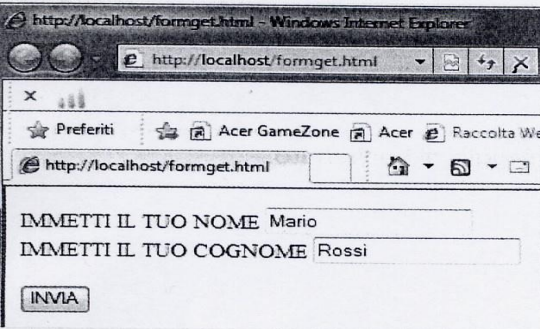 http://localhost/formget.html - Windows Internet Explorer
http://localhost/formget.html
Preferiti Acer GameZone Acer Raccolta We
http://localhost/formget.html
IMMETTI IL TUO NOME Mario
IMMETTI IL TUO COGNOME Rossi
INVIA